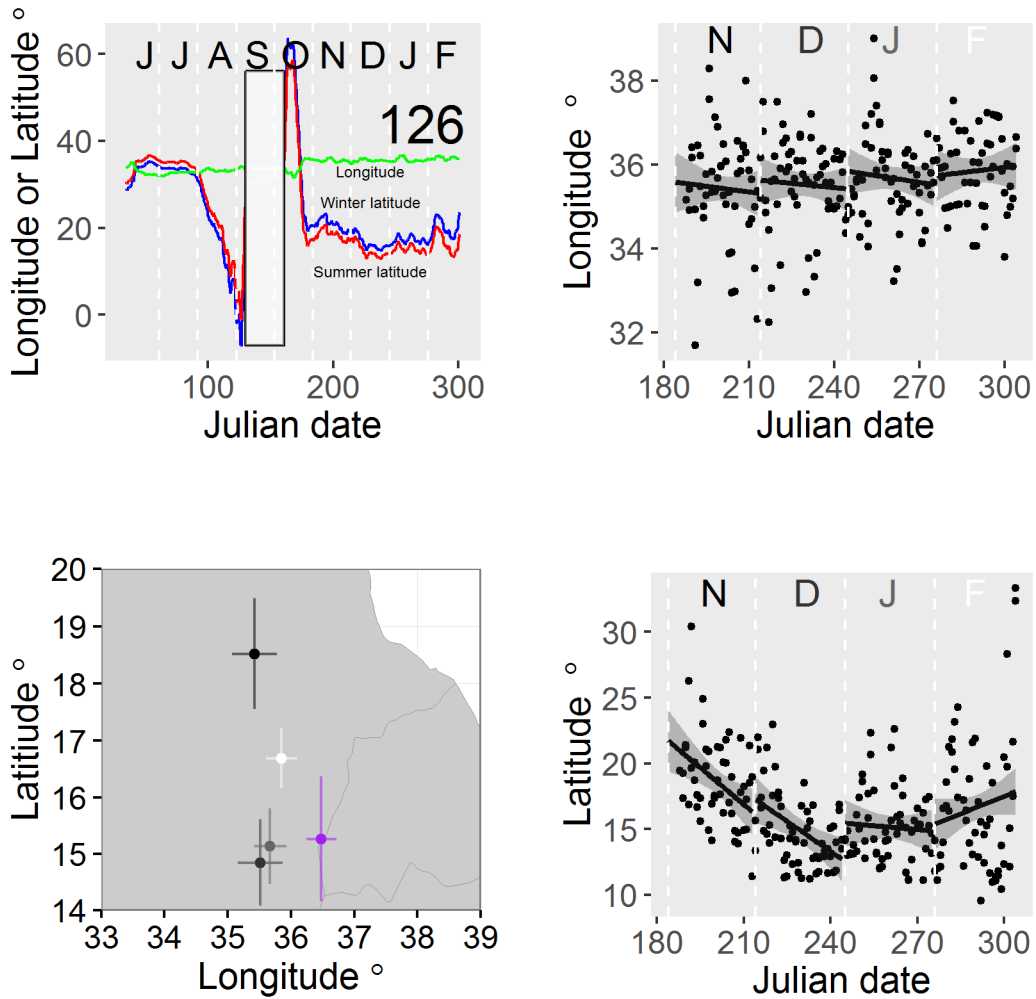 J J A S O N D J F
126
Longitude
Winter latitude
Summer latitude
60
40
20
0
100 200 300
Julian date
Longitude or Latitude °
N D J F
38
36
34
32
180 210 240 270 300
Julian date
Longitude °
20
19
18
17
16
15
14
33 34 35 36 37 38 39
Longitude °
Latitiude °
N D J F
30
25
20
15
10
180 210 240 270 300
Julian date
Latitude °